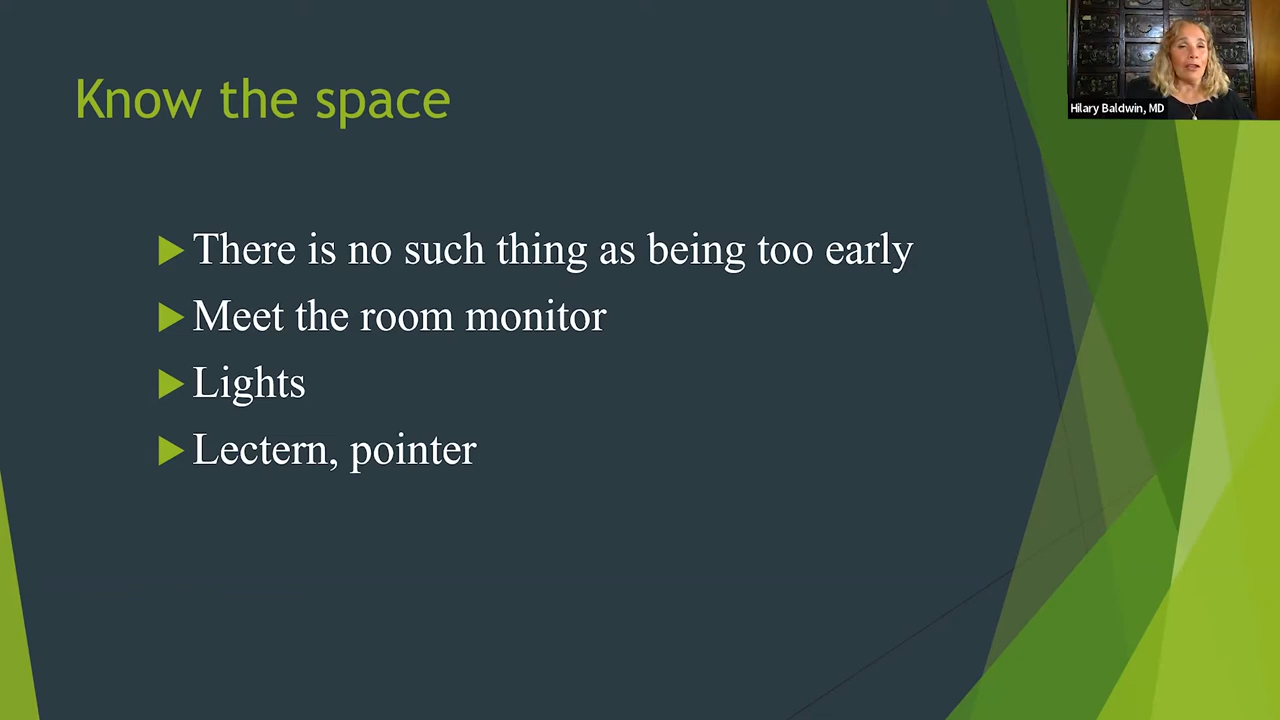 Know the space
Hilary Baldwin, MD
There is no such thing as being too early
Meet the room monitor
Lights
Lectern, pointer